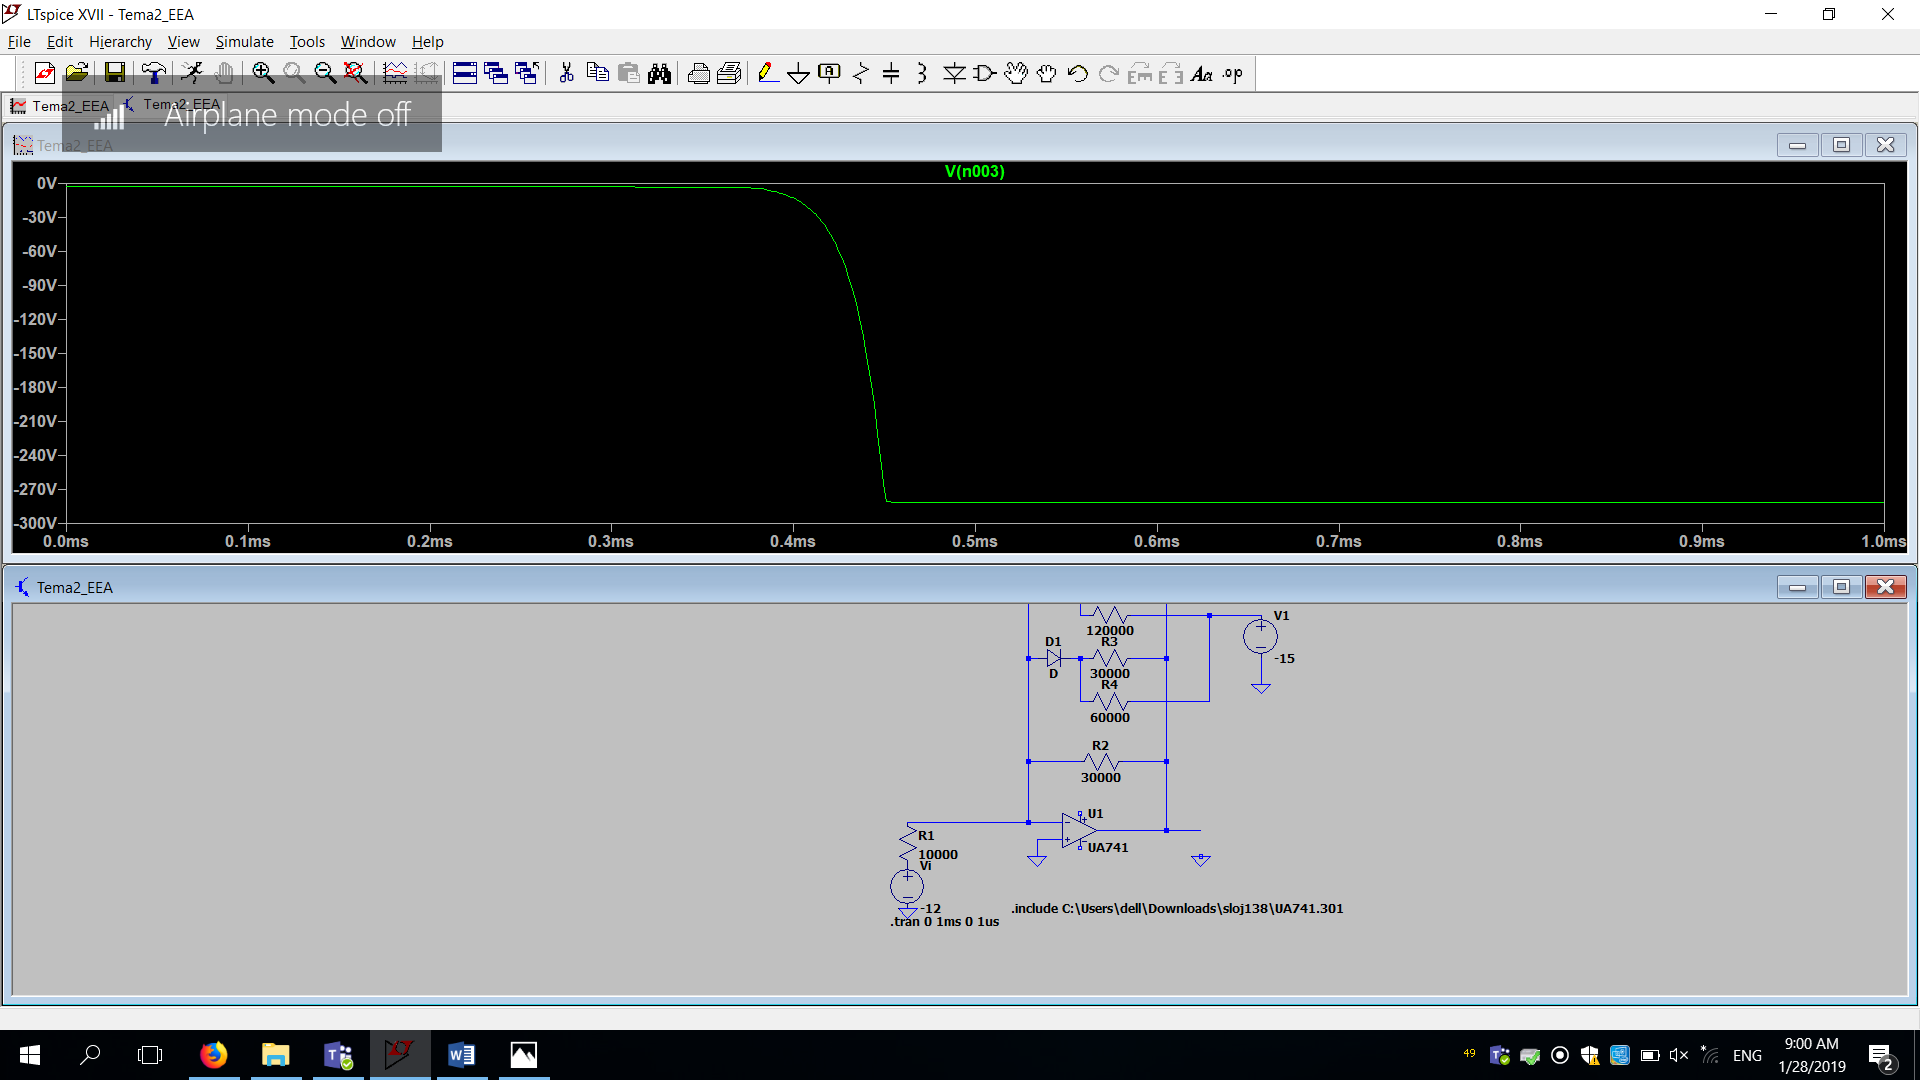 LTspice XVII - Tema2_EEA
File Edit Hierarchy View Simulate Tools Window Help
Tema2_EEA Tema2_EEA
Airplane mode off
Tema2_EEA
V(n003)
0V
-30V
-60V
-90V
-120V
-150V
-180V
-210V
-240V
-270V
-300V
0.0ms 0.1ms 0.2ms 0.3ms 0.4ms 0.5ms 0.6ms 0.7ms 0.8ms 0.9ms 1.0ms
Tema2_EEA
V1
-15
120000
D1
D
R3
30000
R4
60000
R2
30000
U1
UA741
R1
10000
Vi
-12
.tran 0 1ms 0 1us
.include C:\Users\dell\Downloads\sloj138\UA741.301
49
ENG
9:00 AM
1/28/2019
2